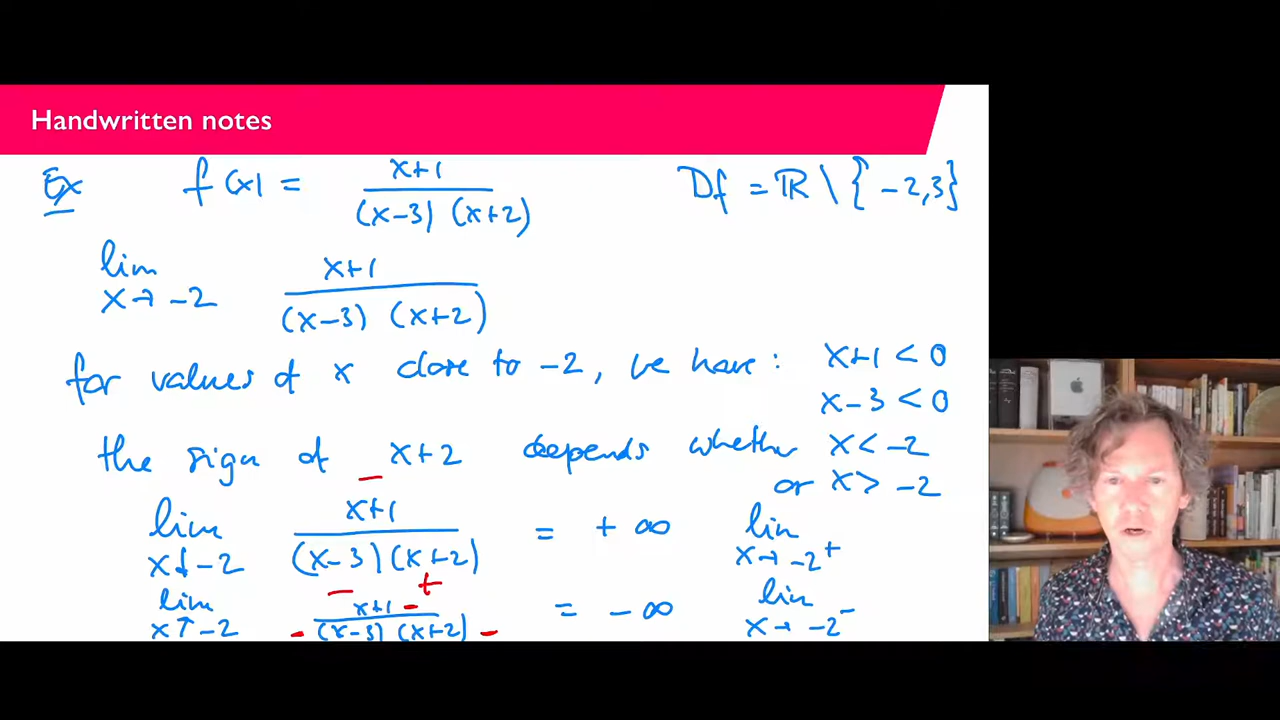 Handwritten notes
Ex f(x) = x+1 / (x-3) (x+2) Df = ℝ \ { -2,3}
lim x→ -2 x+1 / (x-3) (x+2)
for values of x close to -2, we have: x+1 < 0
x-3 < 0
the sign of x+2 depends whether x < -2
or x > -2
lim x↓-2 x+1 / (x-3)(x+2) = + ∞ lim x→ -2⁺
- - +
lim x↑-2 x+1 / (x-3) (x+2) = - ∞ lim x→ -2⁻
- - -